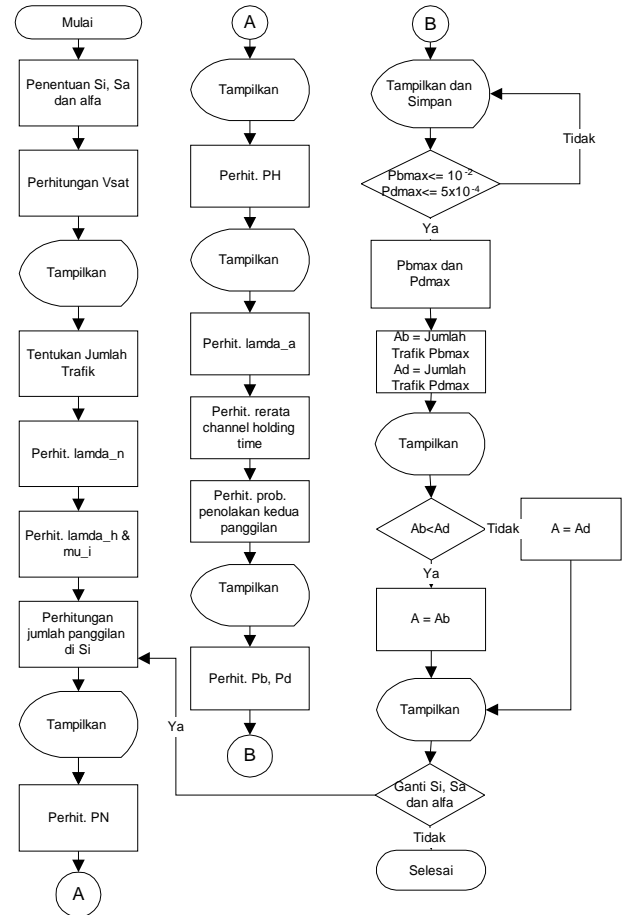 Mulai
Penentuan Si, Sa
dan alfa
Perhitungan Vsat
Tampilkan
Tentukan Jumlah
Trafik
Perhit. lamda_n
Perhit. lamda_h &
mu_i
Perhitungan
jumlah panggilan
di Si
Tampilkan
Perhit. PN
A
A
Tampilkan
Perhit. PH
Tampilkan
Perhit. lamda_a
Perhit. rerata
channel holding
time
Perhit. prob.
penolakan kedua
panggilan
Tampilkan
Perhit. Pb, Pd
B
Ya
B
Tampilkan dan
Simpan
Tidak
Pbmax<= 10⁻²
Pdmax<= 5x10⁻⁴
Ya
Pbmax dan
Pdmax
Ab = Jumlah
Trafik Pbmax
Ad = Jumlah
Trafik Pdmax
Tampilkan
Ab<Ad
Tidak
A = Ad
Ya
A = Ab
Tampilkan
Ganti Si, Sa
dan alfa
Tidak
Selesai